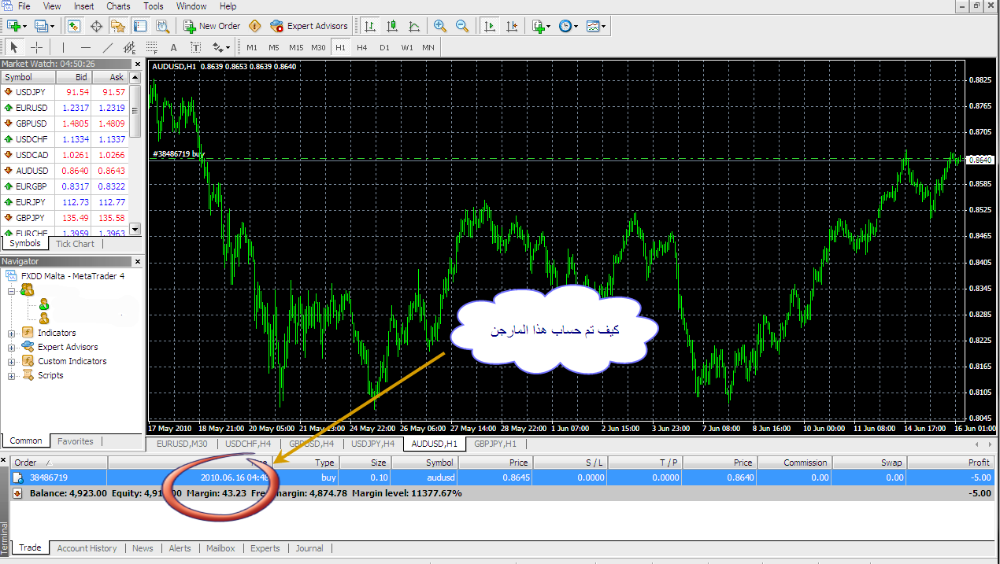 File View Insert Charts Tools Window Help
New Order Expert Advisors
A T M1 M5 M15 M30 H1 H4 D1 W1 MN
Market Watch: 04:50:26
Symbol Bid Ask
USDJPY 91.54 91.57
EURUSD 1.2317 1.2319
GBPUSD 1.4805 1.4809
USDCHF 1.1334 1.1337
USDCAD 1.0261 1.0266
AUDUSD 0.8640 0.8643
EURGBP 0.8317 0.8322
EURJPY 112.73 112.77
GBPJPY 135.49 135.58
EURCHF 1.3959 1.3963
Symbols Tick Chart
Navigator
FXDD Malta - MetaTrader 4
Indicators
Expert Advisors
Custom Indicators
Scripts
Common Favorites
AUDUSD,H1 0.8639 0.8653 0.8639 0.8640
#38486719 buy
0.8825
0.8765
0.8705
0.8640
0.8585
0.8525
0.8465
0.8405
0.8345
0.8285
0.8225
0.8165
0.8105
0.8045
كيف تم حساب هذا المارجن
17 May 2010 18 May 21:00 20 May 05:00 21 May 13:00 24 May 22:00 26 May 06:00 27 May 14:00 28 May 22:00 1 Jun 07:00 2 Jun 15:00 3 Jun 23:00 7 Jun 08:00 8 Jun 16:00 10 Jun 00:00 11 Jun 08:00 14 Jun 17:00 16 Jun 01:00
EURUSD,M30 USDCHF,H4 GBPUSD,H4 USDJPY,H4 AUDUSD,H1 GBPJPY,H1
Order Type Size Symbol Price S / L T / P Price Commission Swap Profit
38486719 2010.06.16 04:48 buy 0.10 audusd 0.8645 0.0000 0.0000 0.8640 0.00 0.00 -5.00
Balance: 4,923.00 Equity: Margin: 43.23 margin: 4,874.78 Margin level: 11377.67% -5.00
Terminal
Trade Account History News Alerts Mailbox Experts Journal